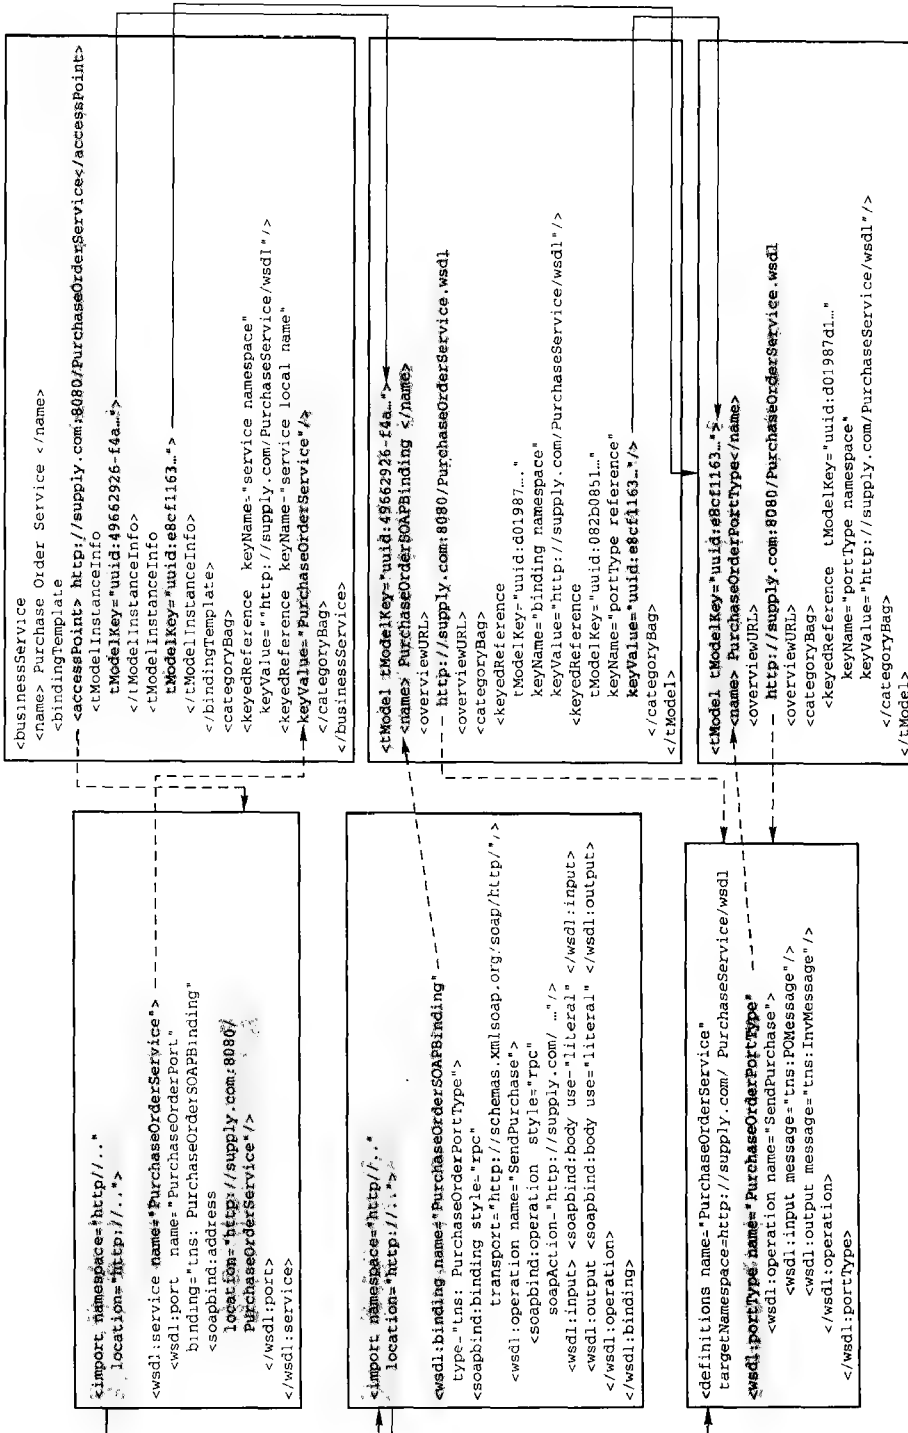 <import namespace="http//.."
location="http://..">
<wsdl:service name="PurchaseOrderService">
<wsdl:port name="PurchaseOrderPort"
binding="tns: PurchaseOrderSOAPBinding"
<soapbind:address
location="http://supply.com:8080/
PurchaseOrderService"/>
</wsdl:port>
</wsdl:service>
<import namespace="http//.."
location="http://..">
<wsdl:binding name="PurchaseOrderSOAPBinding"
type="tns: PurchaseOrderPortType">
<soapbind:binding style="rpc"
transport="http://schemas.xmlsoap.org/soap/http/"/>
<wsdl:operation name="SendPurchase">
<soapbind:operation style="rpc"
soapAction="http://supply.com/ …"/>
<wsdl:input> <soapbind:body use="literal" </wsdl:input>
<wsdl:output <soapbind:body use="literal" </wsdl:output>
</wsdl:operation>
</wsdl:binding>
<definitions name="PurchaseOrderService"
targetNamespace=http://supply.com/ PurchaseService/wsdl
<wsdl:portType name="PurchaseOrderPortType"
<wsdl:operation name="SendPurchase">
<wsdl:input message="tns:POMessage"/>
<wsdl:output message="tns:InvMessage"/>
</wsdl:operation>
</wsdl:portType>
<businessService
<name> Purchase Order Service </name>
<bindingTemplate
<accessPoint> http://supply.com:8080/PurchaseOrderService</accessPoint>
<tModelInstanceInfo
tModelKey="uuid:49662926-f4a…">
</tModelInstanceInfo>
<tModelInstanceInfo
tModelKey="uuid:e8cf1163…">
</tModelInstanceInfo>
</bindingTemplate>
<categoryBag>
<keyedReference keyName="service namespace"
keyValue="http://supply.com/PurchaseService/wsdl"/>
<keyedReference keyName="service local name"
keyValue="PurchaseOrderService"/>
</categoryBag>
</businessService>
<tModel tModelKey="uuid:49662926-f4a…">
<name> PurchaseOrderSOAPBinding </name>
<overviewURL>
http://supply.com:8080/PurchaseOrderService.wsdl
<overviewURL>
<categoryBag>
<keyedReference
tModelKey="uuid:d01987...."
keyName="binding namespace"
keyValue="http://supply.com/PurchaseService/wsdl"/>
<keyedReference
tModelKey="uuid:082b0851…"
keyName="portType reference"
keyValue="uuid:e8cf1163…"/>
</categoryBag>
</tModel>
<tModel tModelKey="uuid:e8cf1163…">
<name> PurchaseOrderPortType</name>
<overviewURL>
http://supply.com:8080/PurchaseOrderService.wsdl
<overviewURL>
<categoryBag>
<keyedReference tModelKey="uuid:d01987d1…"
keyName="portType namespace"
keyValue="http://supply.com/PurchaseService/wsdl"/>
</categoryBag>
</tModel>